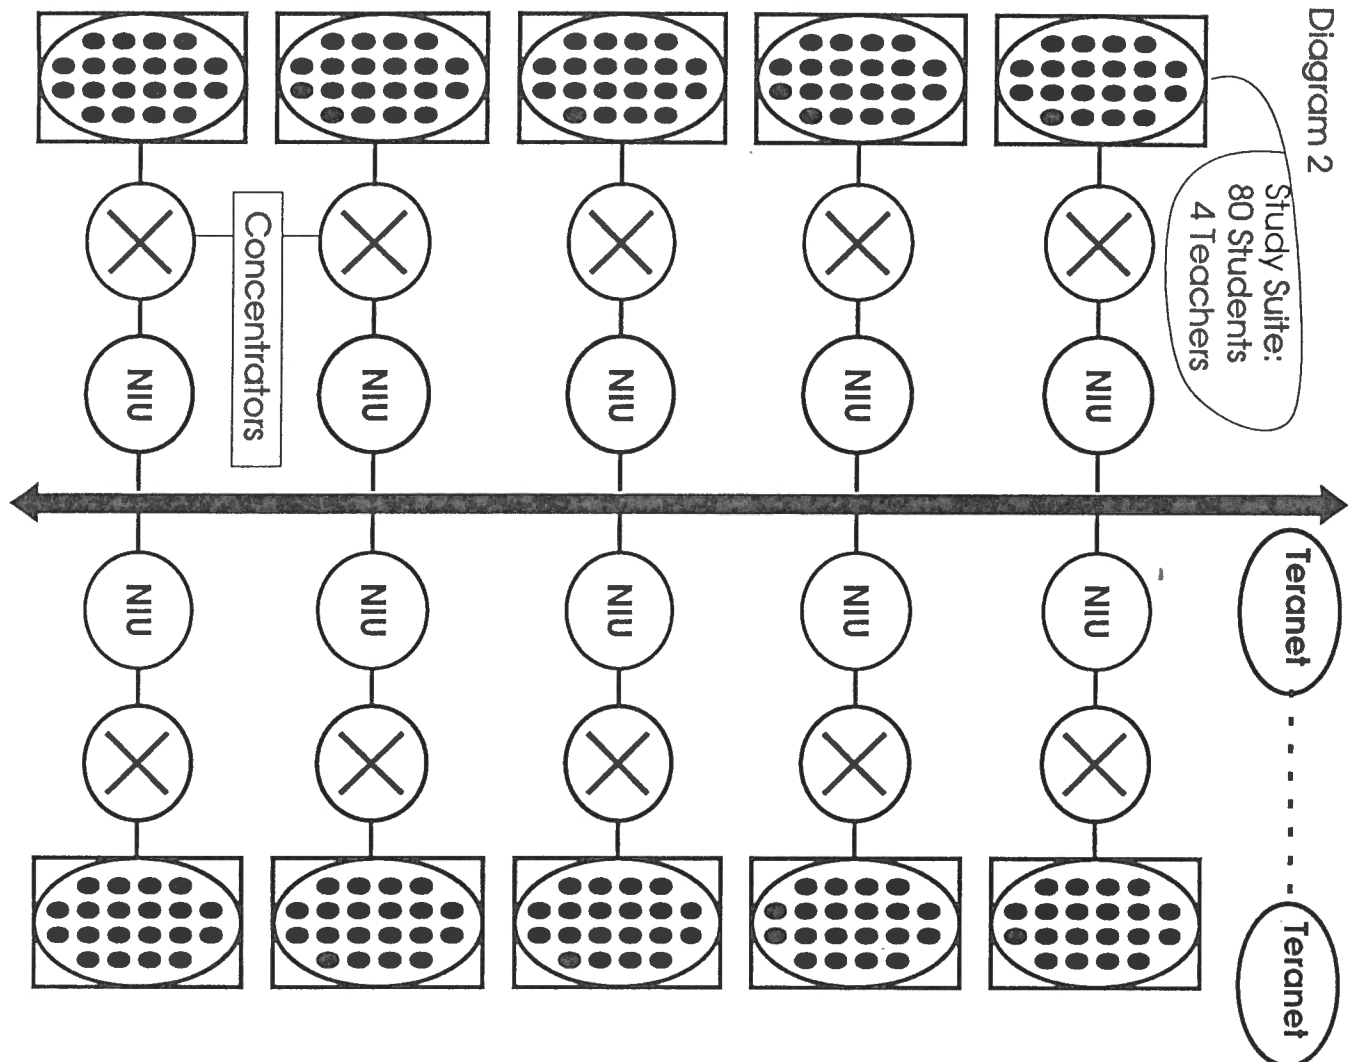 Diagram 2
Study Suite:
80 Students
4 Teachers
Concentrators
NIU
NIU
NIU
NIU
NIU
NIU
NIU
NIU
NIU
NIU
Teranet
Teranet